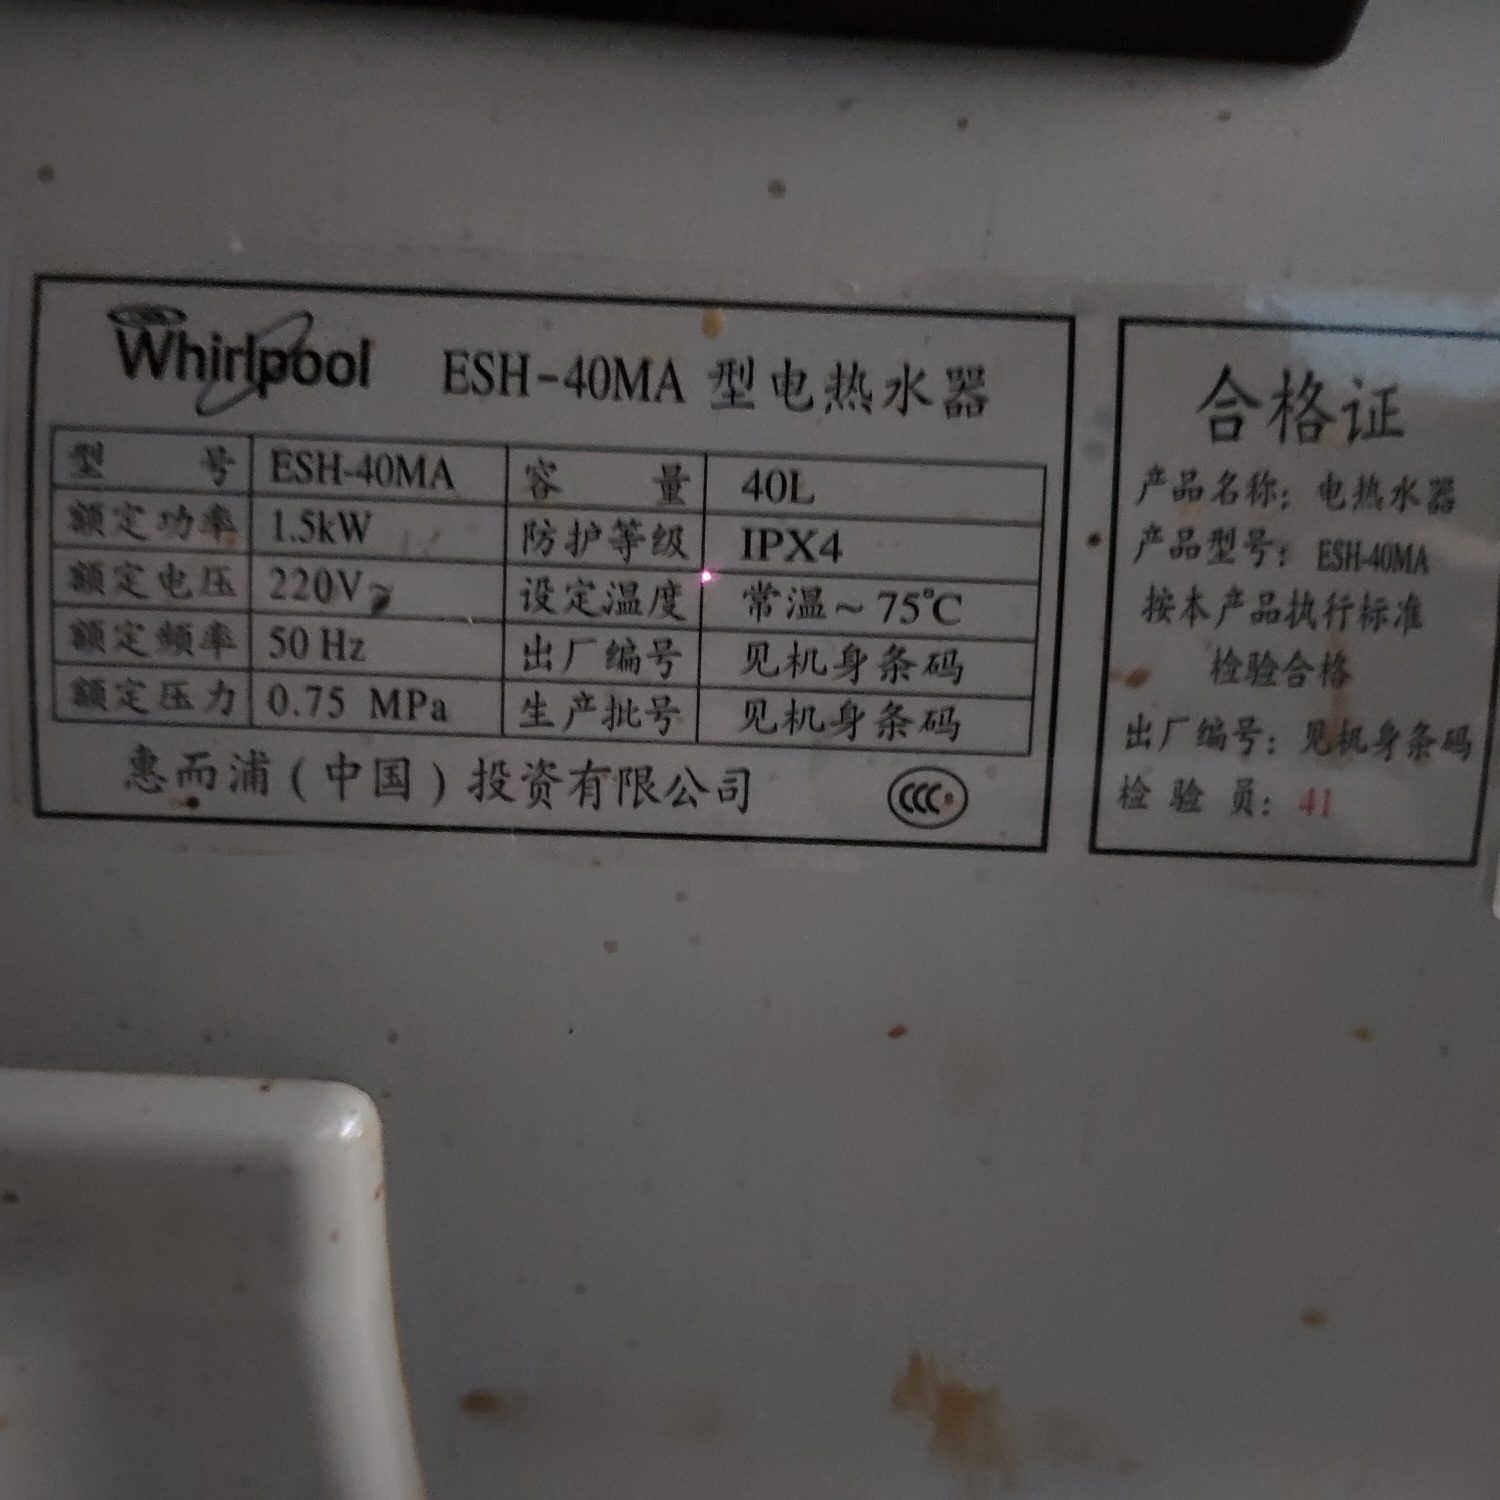 Whirlpool ESH-40MA 型电热水器
型 号 ESH-40MA 容 量 40L
额定功率 1.5kW 防护等级 IPX4
额定电压 220V~ 设定温度 常温~75℃
额定频率 50 Hz 出厂编号 见机身条码
额定压力 0.75 MPa 生产批号 见机身条码
惠而浦(中国)投资有限公司 CCC
合格证
产品名称: 电热水器
产品型号: ESH-40MA
按本产品执行标准
检验合格
出厂编号: 见机身条码
检 验 员: 41